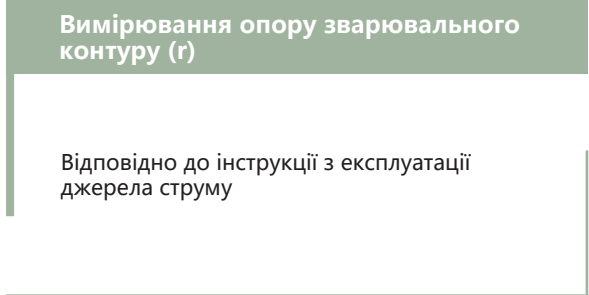 Вимірювання опору зварювального
контуру (r)
Відповідно до інструкції з експлуатації
джерела струму